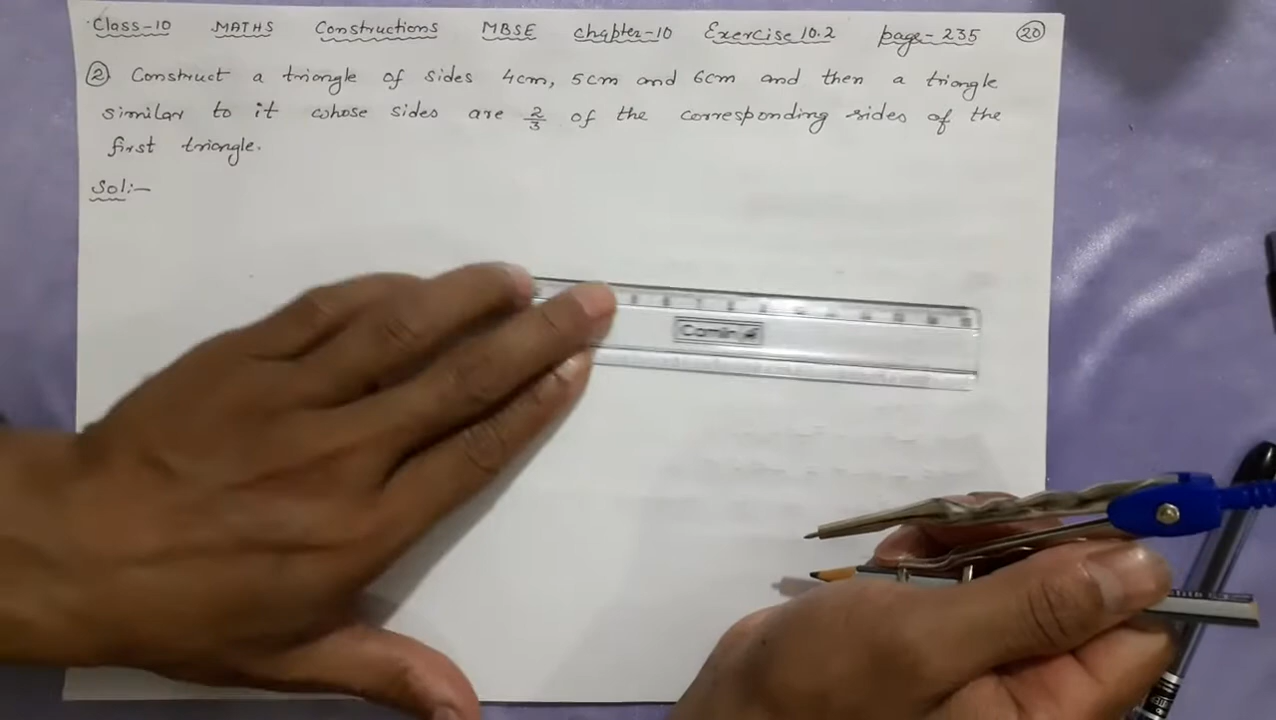 Class-10 MATHS Constructions MBSE chapter-10 Exercise 10.2 page-235 20
2 Construct a triangle of sides 4cm, 5cm and 6cm and then a triangle
similar to it whose sides are 2/3 of the corresponding sides of the
first triangle.
Sol:-
Camlin